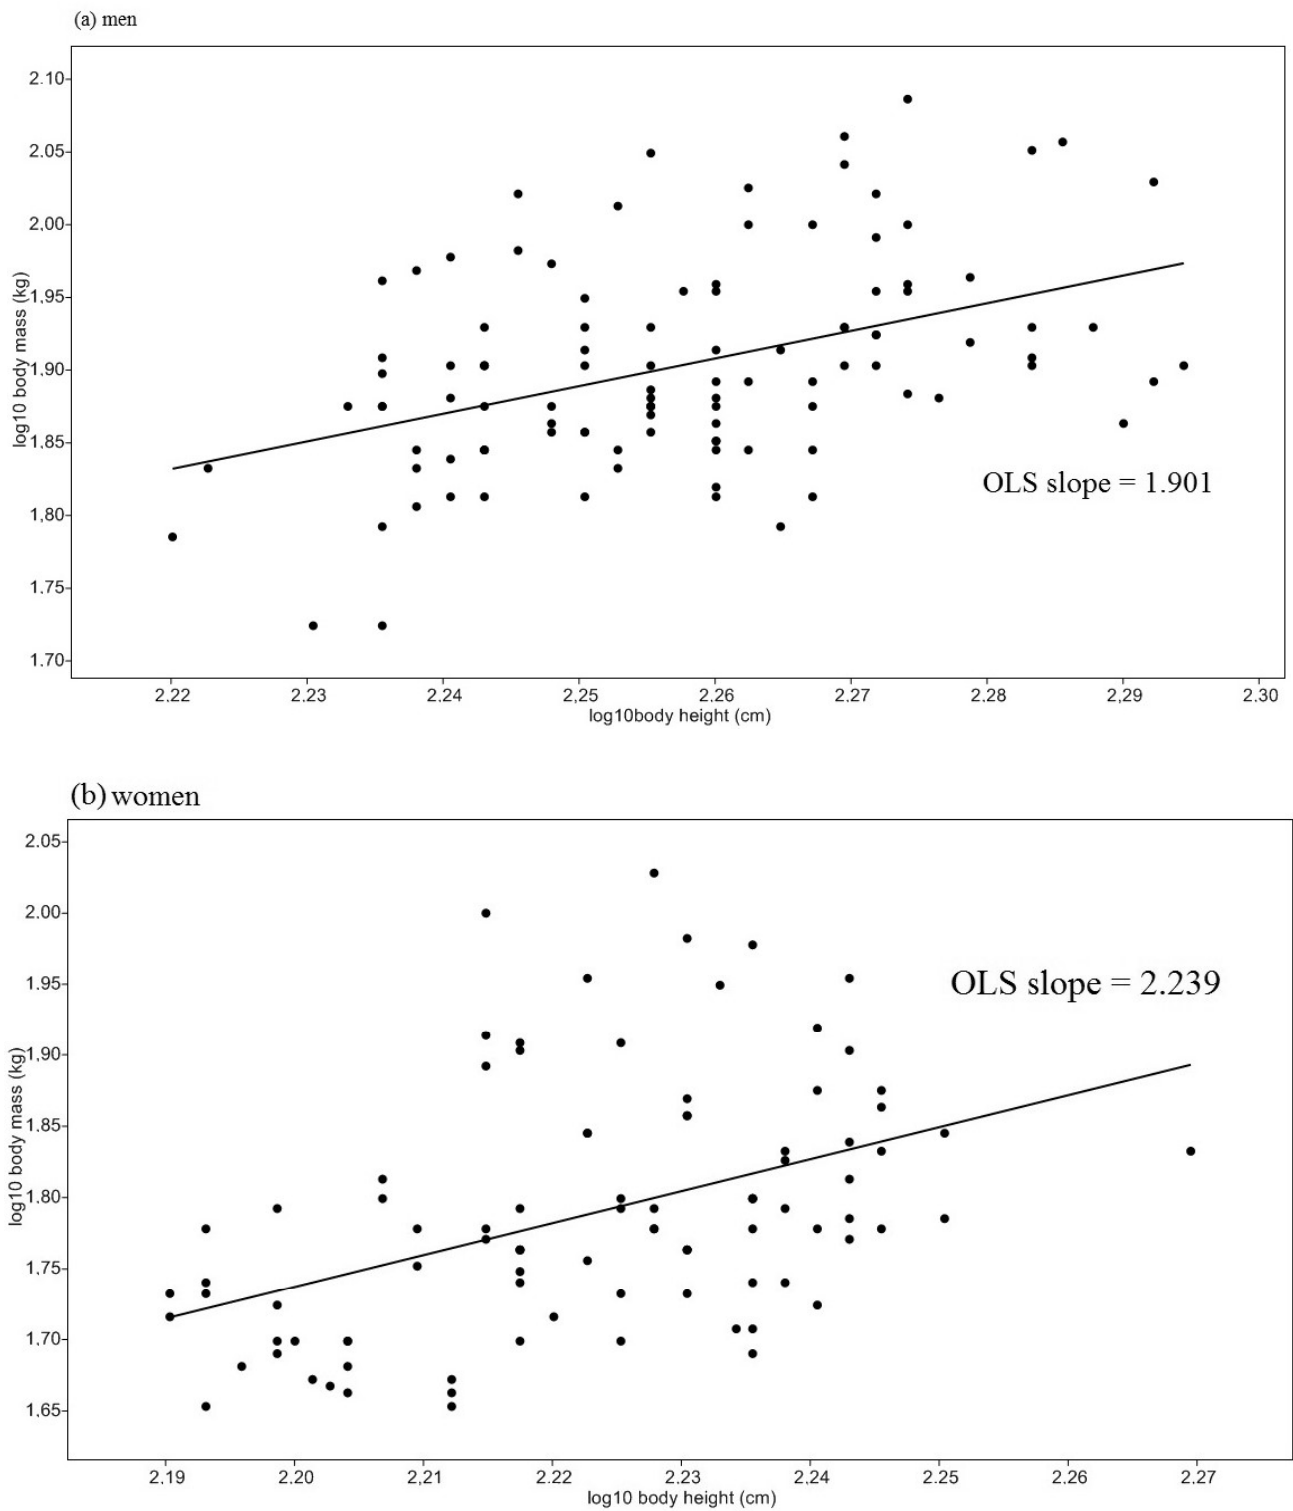 (a) men
2.10
2.05
2.00
1.95
1.90
1.85
1.80
1.75
1.70
log10 body mass (kg)
OLS slope = 1.901
2,22 2.23 2.24 2,25 2.26 2.27 2.28 2,29 2.30
log10body height (cm)
(b) women
2.05
2.00
1.95
1.90
1.85
1.80
1.75
1.70
1.65
log10 body mass (kg)
OLS slope = 2.239
2.19 2.20 2,21 2.22 2.23 2,24 2.25 2.26 2.27
log10 body height (cm)